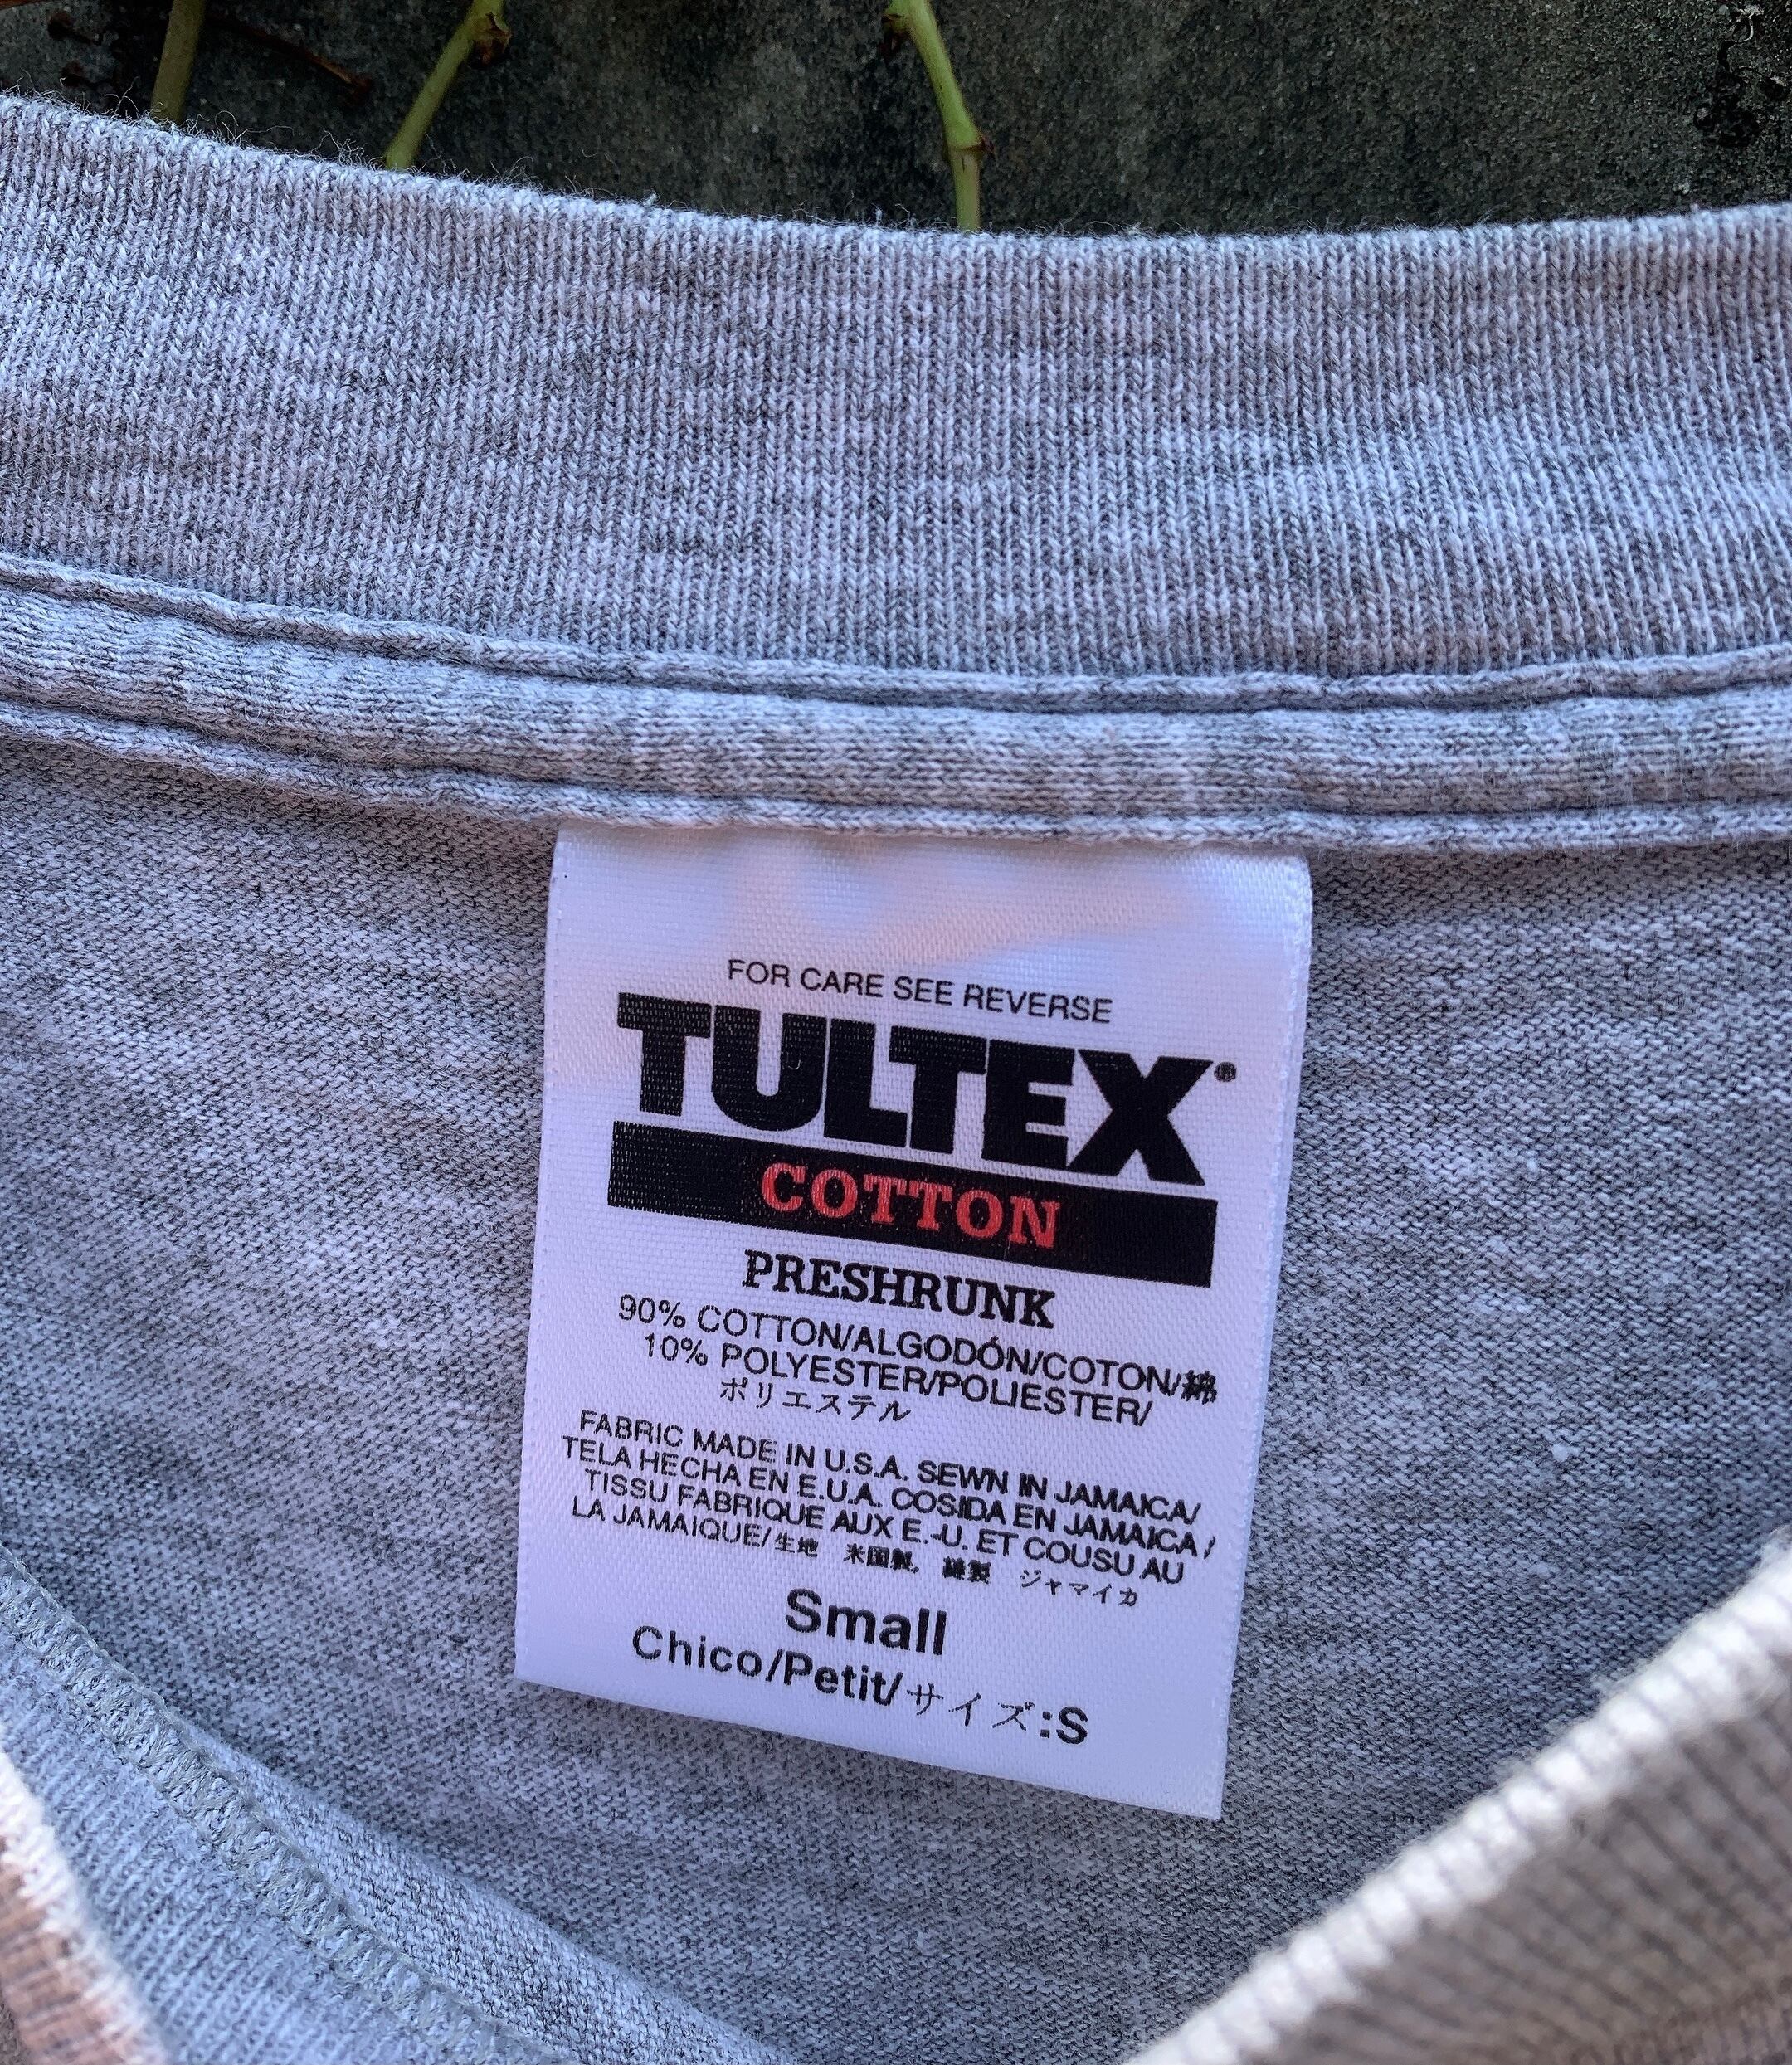 FOR CARE SEE REVERSE
TULTEX®
COTTON
PRESHRUNK
90% COTTON/ALGODÓN/COTON/綿
10% POLYESTER/POLIESTER/
ポリエステル
FABRIC MADE IN U.S.A. SEWN IN JAMAICA/
TELA HECHA EN E.U.A. COSIDA EN JAMAICA /
TISSU FABRIQUE AUX E.-U. ET COUSU AU
LA JAMAIQUE/生地 米国製, 縫製 ジャマイカ
Small
Chico/Petit/サイズ:S